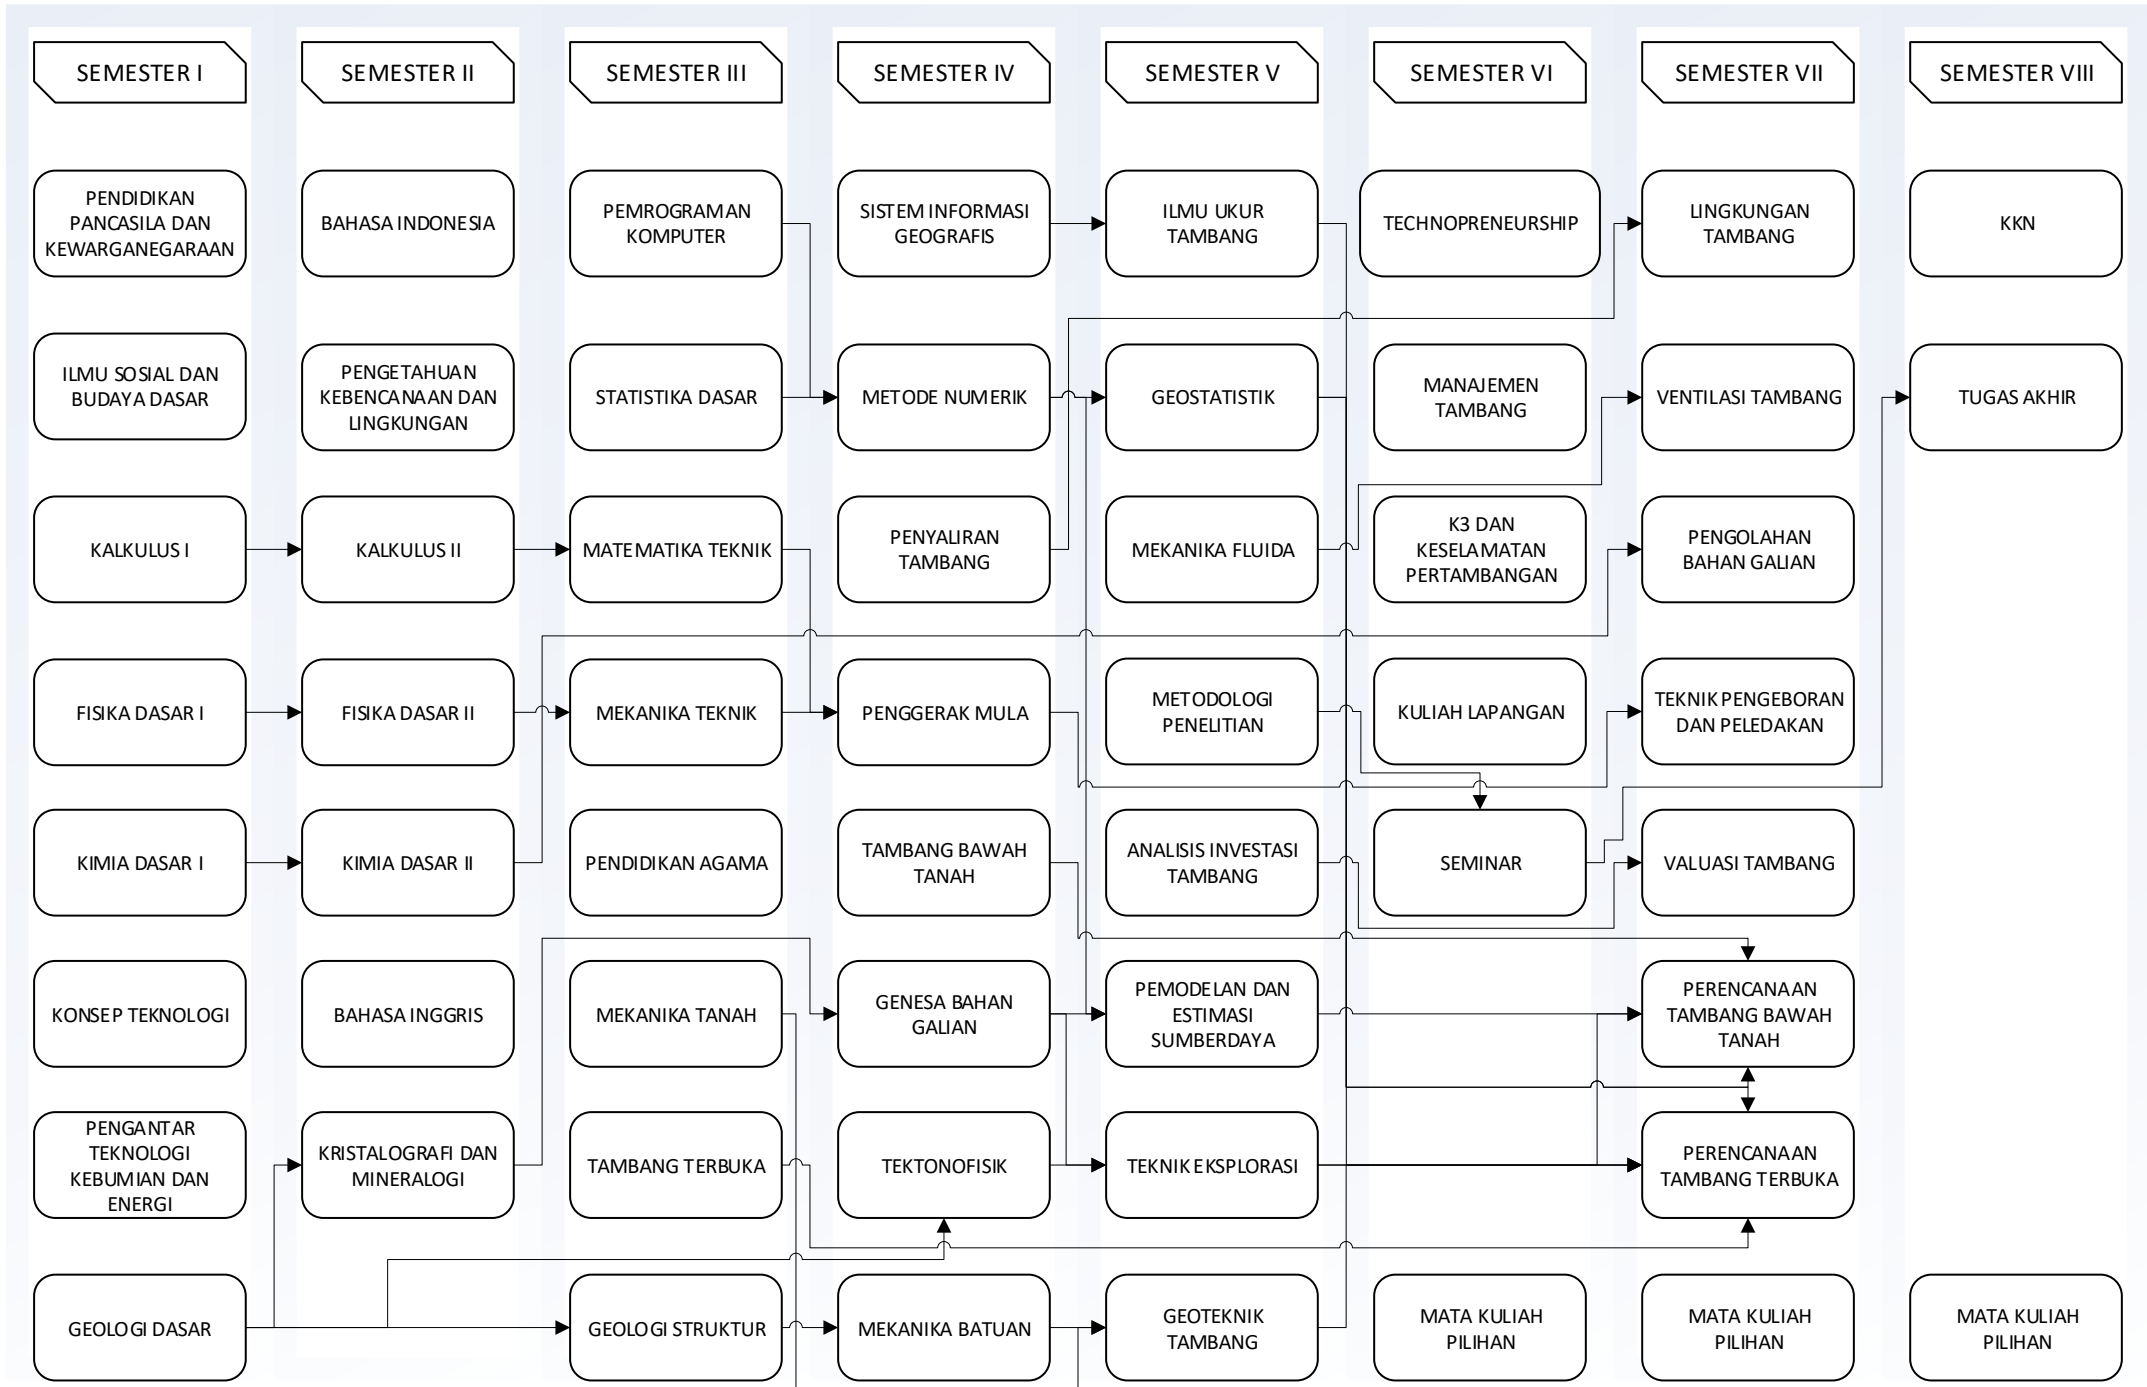 SEMESTER I
SEMESTER II
SEMESTER III
SEMESTER IV
SEMESTER V
SEMESTER VI
SEMESTER VII
SEMESTER VIII
PENDIDIKAN
PANCASILA DAN
KEWARGANEGARAAN
BAHASA INDONESIA
PEMROGRAMAN
KOMPUTER
SISTEM INFORMASI
GEOGRAFIS
ILMU UKUR
TAMBANG
TECHNOPRENEURSHIP
LINGKUNGAN
TAMBANG
KKN
ILMU SOSIAL DAN
BUDAYA DASAR
PENGETAHUAN
KEBENCANAAN DAN
LINGKUNGAN
STATISTIKA DASAR
METODE NUMERIK
GEOSTATISTIK
MANAJEMEN
TAMBANG
VENTILASI TAMBANG
TUGAS AKHIR
KALKULUS I
KALKULUS II
MATEMATIKA TEKNIK
PENYALIRAN
TAMBANG
MEKANIKA FLUIDA
K3 DAN
KESELAMATAN
PERTAMBANGAN
PENGOLAHAN
BAHAN GALIAN
FISIKA DASAR I
FISIKA DASAR II
MEKANIKA TEKNIK
PENGGERAK MULA
METODOLOGI
PENELITIAN
KULIAH LAPANGAN
TEKNIK PENGEBORAN
DAN PELEDAKAN
KIMIA DASAR I
KIMIA DASAR II
PENDIDIKAN AGAMA
TAMBANG BAWAH
TANAH
ANALISIS INVESTASI
TAMBANG
SEMINAR
VALUASI TAMBANG
KONSEP TEKNOLOGI
BAHASA INGGRIS
MEKANIKA TANAH
GENESA BAHAN
GALIAN
PEMODELAN DAN
ESTIMASI
SUMBERDAYA
PERENCANAAN
TAMBANG BAWAH
TANAH
PENGANTAR
TEKNOLOGI
KEBUMIAN DAN
ENERGI
KRISTALOGRAFI DAN
MINERALOGI
TAMBANG TERBUKA
TEKTONOFISIK
TEKNIK EKSPLORASI
PERENCANAAN
TAMBANG TERBUKA
GEOLOGI DASAR
GEOLOGI STRUKTUR
MEKANIKA BATUAN
GEOTEKNIK
TAMBANG
MATA KULIAH
PILIHAN
MATA KULIAH
PILIHAN
MATA KULIAH
PILIHAN